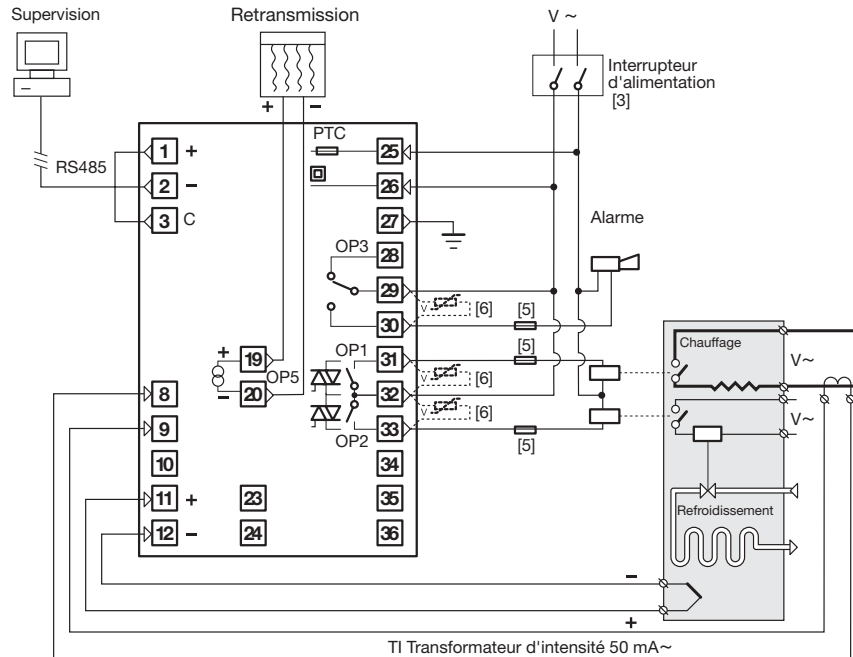 Supervision
Retransmission
V ~
Interrupteur
d'alimentation
[3]
+ –
PTC
RS485
1 +
2 –
3 C
25
26
27
Alarme
OP3
28
29
V [6]
30
[5]
[5]
OP1
31
V [6]
+ 19
OP5
– 20
32
V [6]
33
OP2
[5]
Chauffage
V~
V~
Refroidissement
8
9
10
11 +
12 –
23
24
34
35
36
–
+
TI Transformateur d'intensité 50 mA~